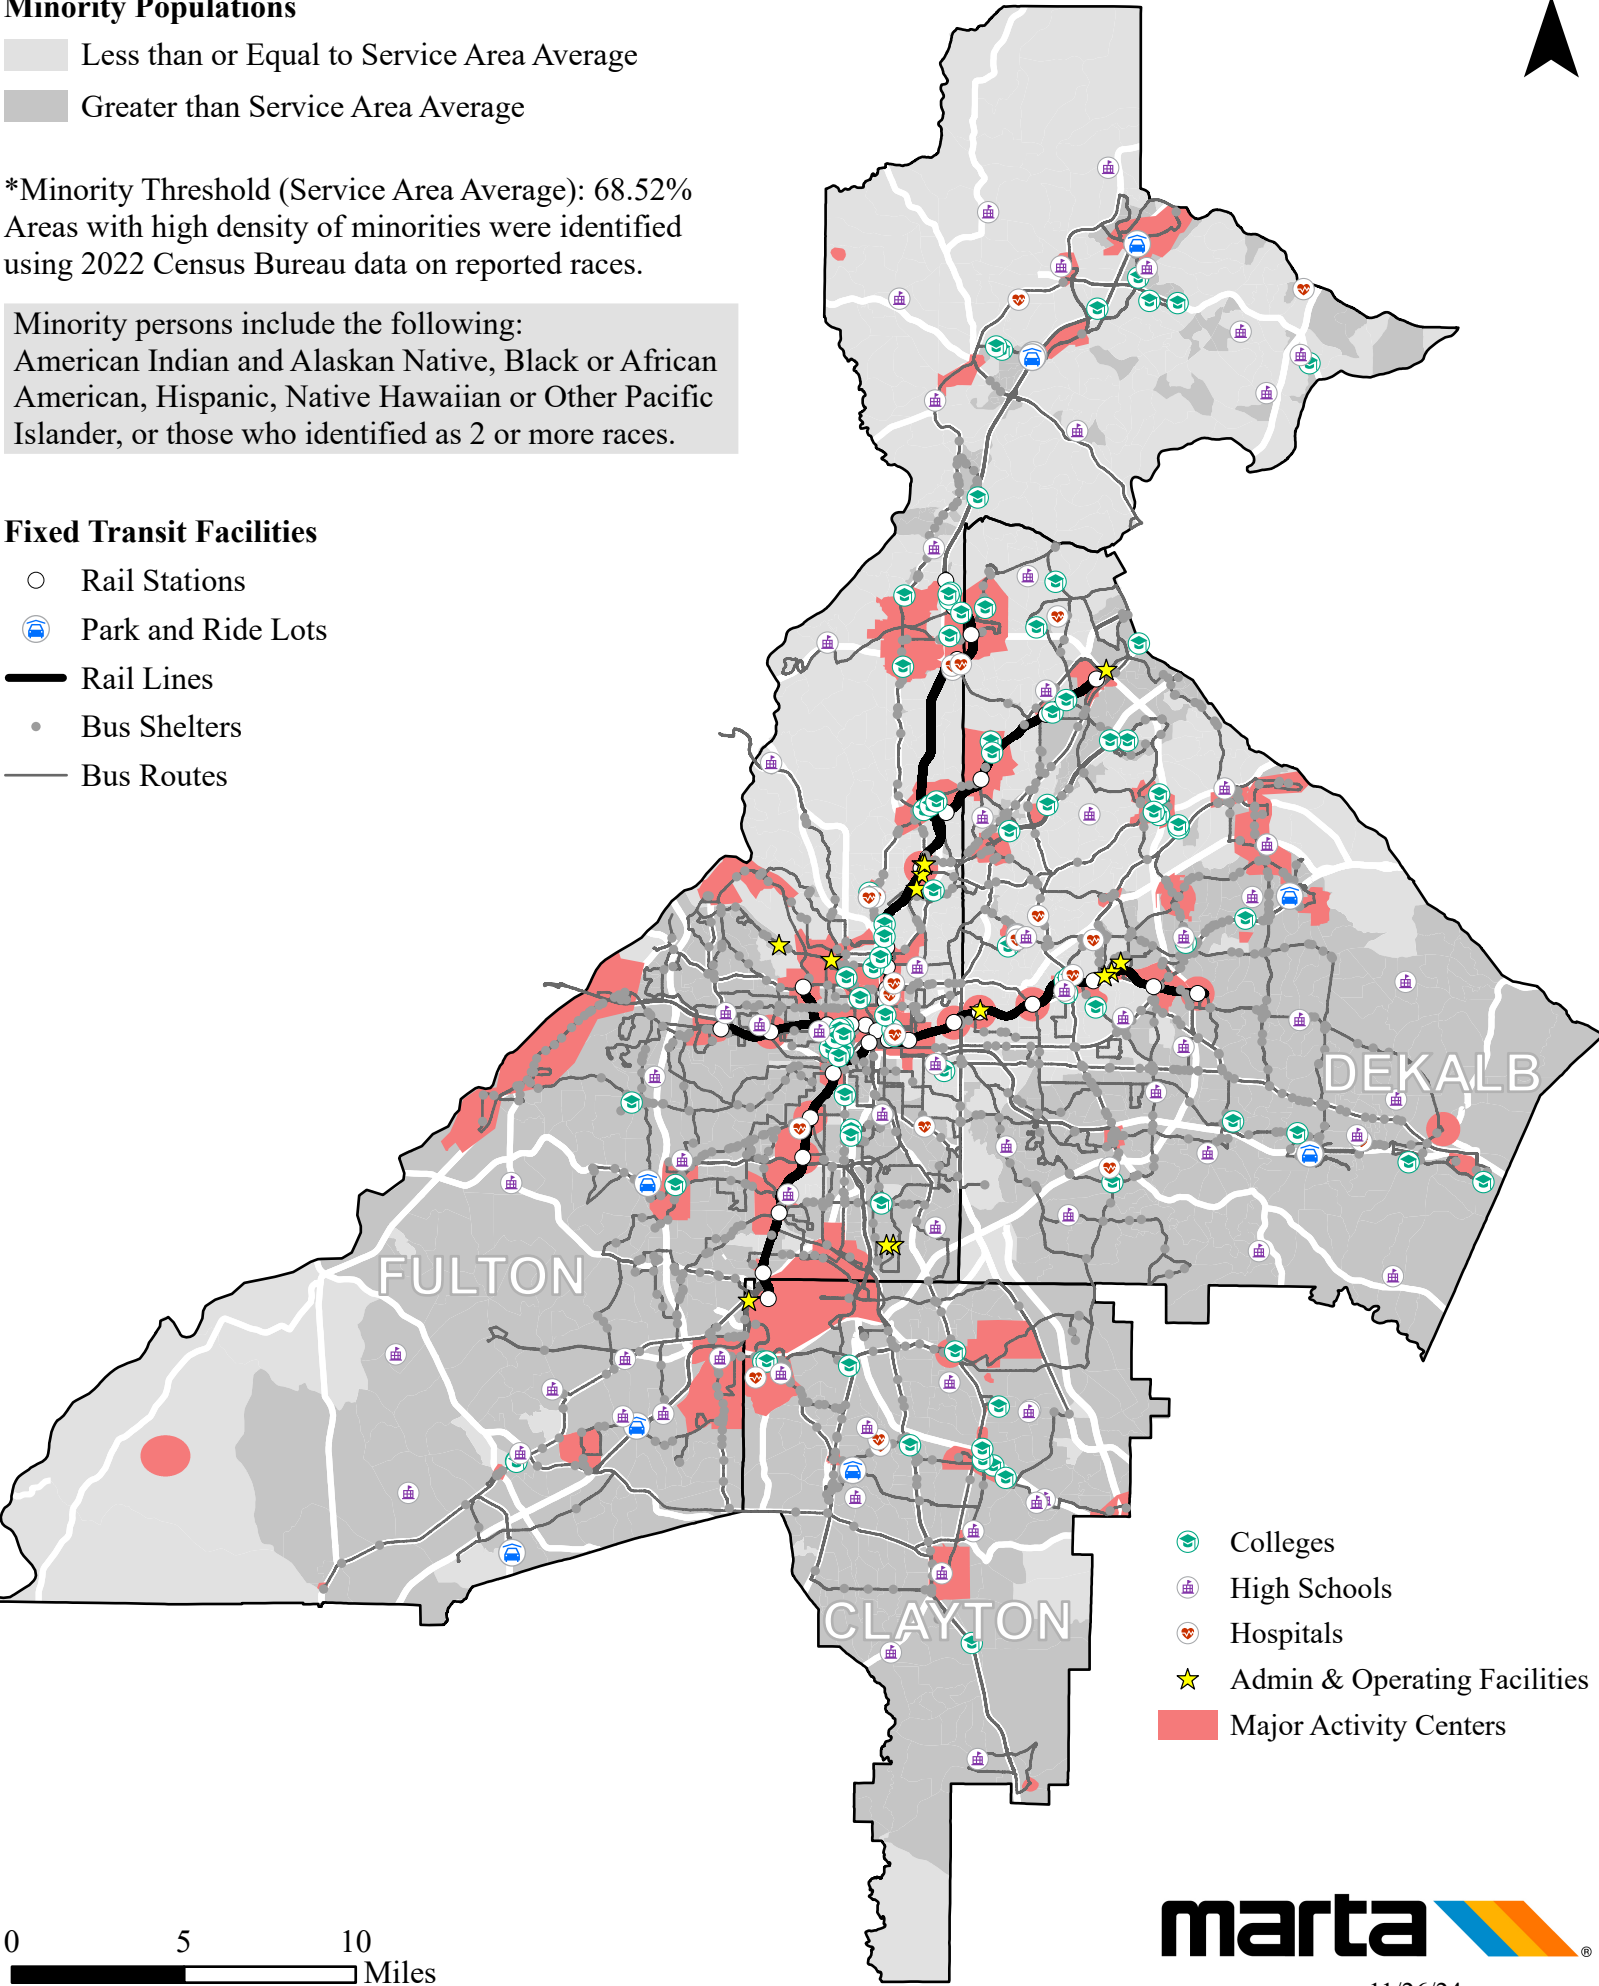 Minority Populations
Less than or Equal to Service Area Average
Greater than Service Area Average
*Minority Threshold (Service Area Average): 68.52%
Areas with high density of minorities were identified
using 2022 Census Bureau data on reported races.
Minority persons include the following:
American Indian and Alaskan Native, Black or African
American, Hispanic, Native Hawaiian or Other Pacific
Islander, or those who identified as 2 or more races.
Fixed Transit Facilities
Rail Stations
Park and Ride Lots
Rail Lines
Bus Shelters
Bus Routes
DEKALB
FULTON
CLAYTON
Colleges
High Schools
Hospitals
Admin & Operating Facilities
Major Activity Centers
0 5 10
Miles
marta ®
11/26/24